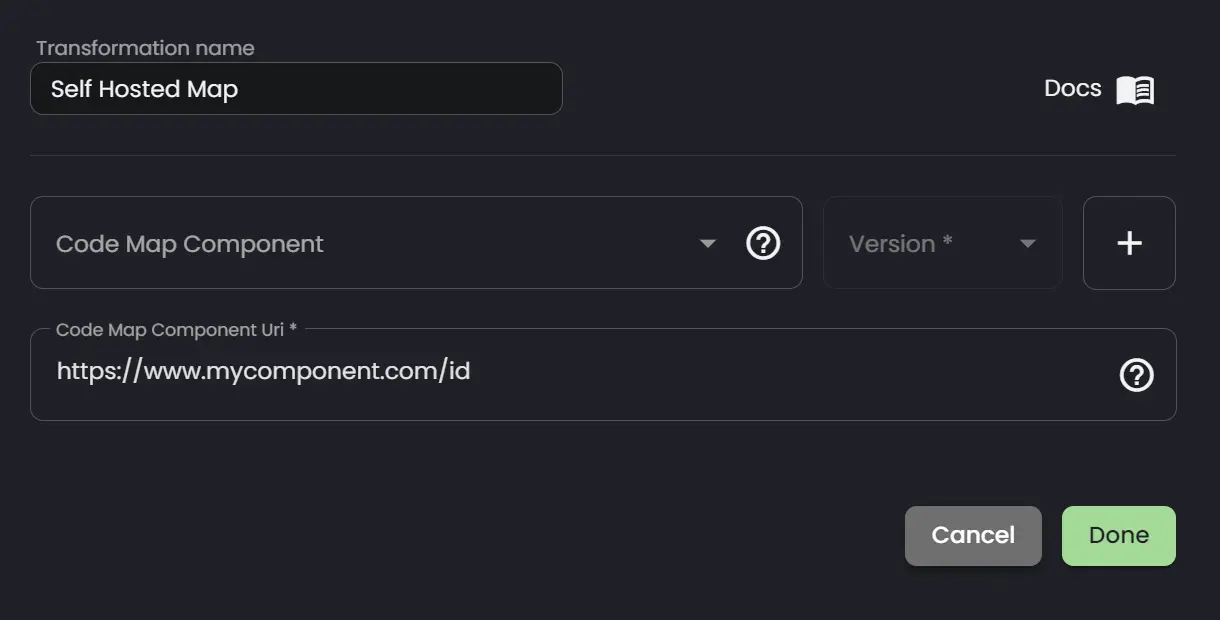 Transformation name
Self Hosted Map
Docs
Code Map Component
Version *
Code Map Component Uri *
https://www.mycomponent.com/id
Cancel
Done